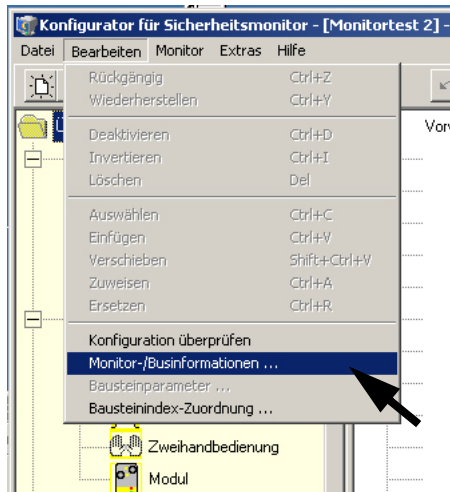 Konfigurator für Sicherheitsmonitor - [Monitortest 2] -
Datei Bearbeiten Monitor Extras Hilfe
Rückgängig Ctrl+Z
Wiederherstellen Ctrl+Y
Deaktivieren Ctrl+D
Invertieren Ctrl+I
Löschen Del
Auswählen Ctrl+C
Einfügen Ctrl+V
Verschieben Shift+Ctrl+V
Zuweisen Ctrl+A
Ersetzen Ctrl+R
Konfiguration überprüfen
Monitor-/Businformationen ...
Bausteinparameter ...
Bausteinindex-Zuordnung ...
Zweihandbedienung
Modul